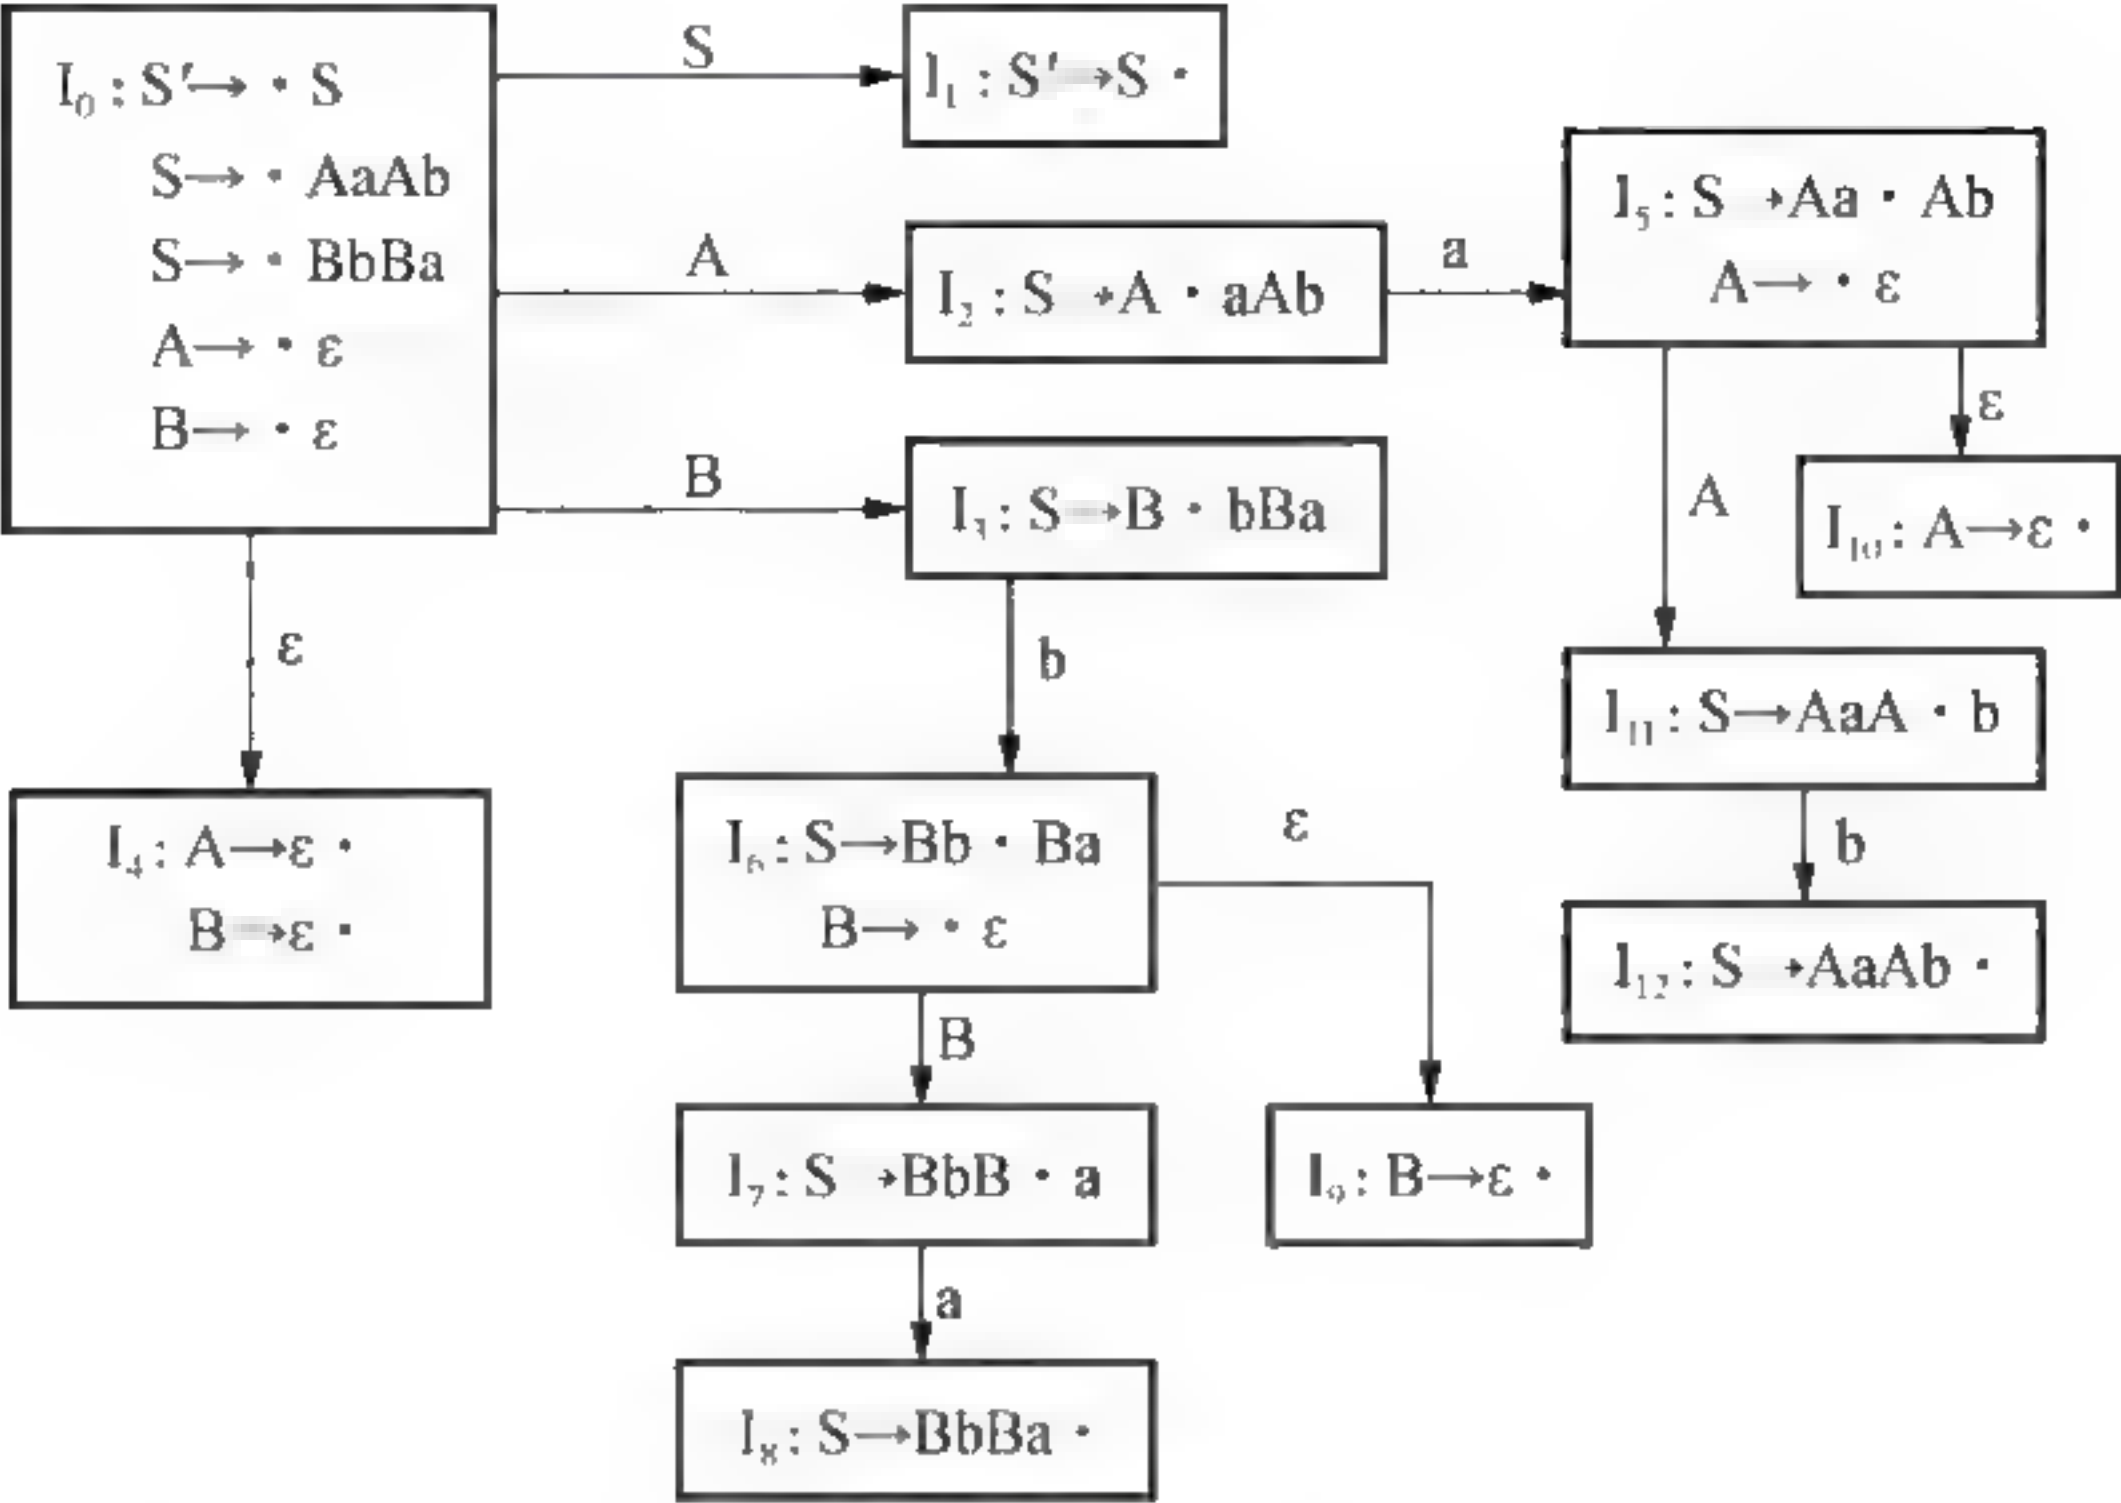 I₀ : S′→ · S
S→ · AaAb
S→ · BbBa
A→ · ε
B→ · ε
S
I₁ : S′→S ·
A
I₂ : S→A · aAb
a
I₅ : S→Aa · Ab
A→ · ε
B
I₃ : S→B · bBa
ε
I₁₀ : A→ε ·
A
ε
b
I₁₁ : S→AaA · b
I₄ : A→ε ·
B→ε ·
I₆ : S→Bb · Ba
B→ · ε
ε
b
I₁₂ : S→AaAb ·
B
I₇ : S→BbB · a
I₉ : B→ε ·
a
I₈ : S→BbBa ·